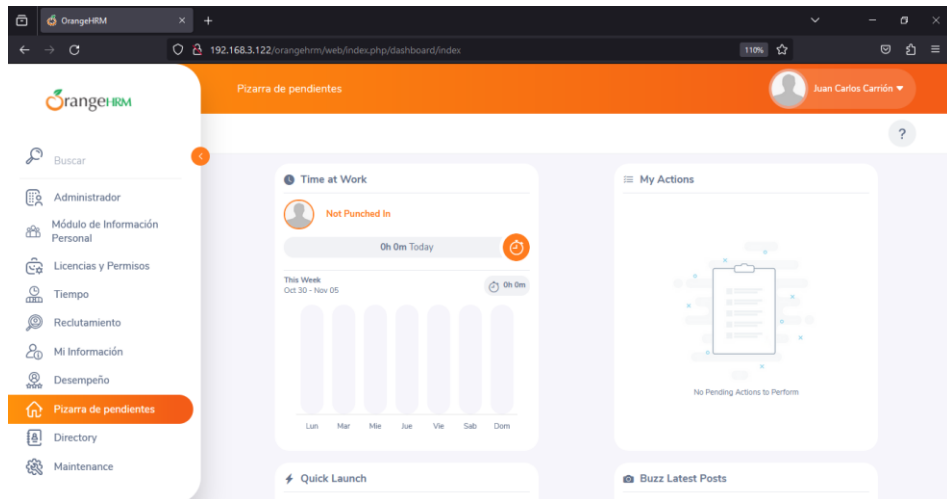 OrangeHRM
192.168.3.122/orangehrm/web/index.php/dashboard/index
110%
OrangeHRM
Pizarra de pendientes
Juan Carlos Carrión
?
Buscar
Administrador
Módulo de Información
Personal
Licencias y Permisos
Tiempo
Reclutamiento
Mi Información
Desempeño
Pizarra de pendientes
Directory
Maintenance
Time at Work
Not Punched In
0h 0m Today
This Week
Oct 30 - Nov 05
0h 0m
Lun Mar Mie Jue Vie Sab Dom
My Actions
No Pending Actions to Perform
Quick Launch
Buzz Latest Posts